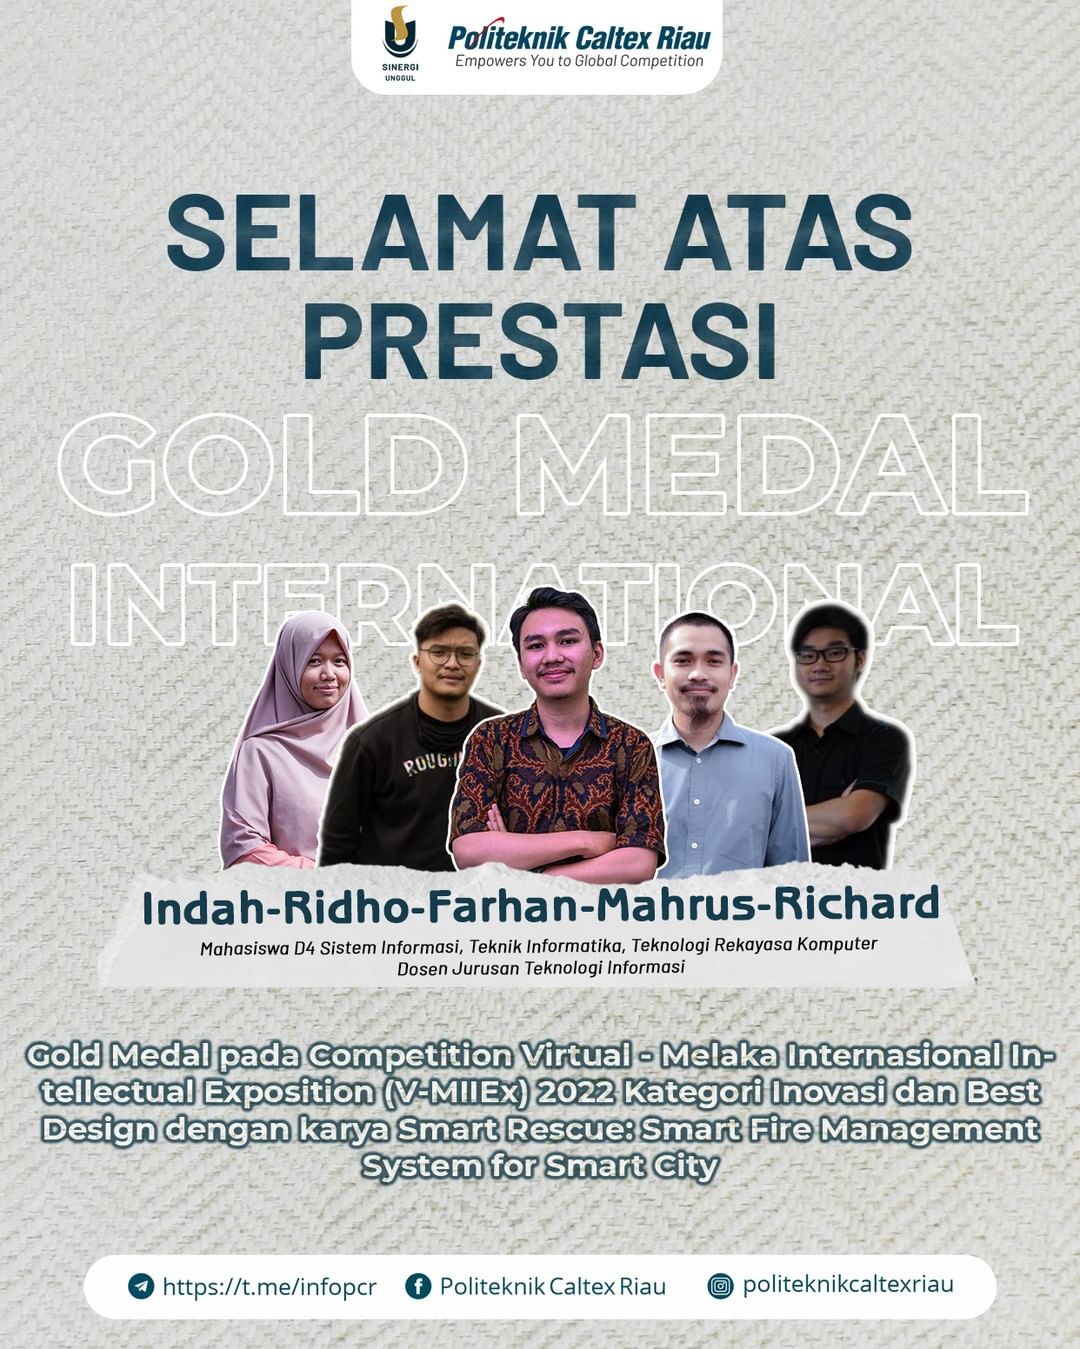 SINERGI
UNGGUL
Politeknik Caltex Riau
Empowers You to Global Competition
SELAMAT ATAS
PRESTASI
GOLD MEDAL
INTERNATIONAL
Indah-Ridho-Farhan-Mahrus-Richard
Mahasiswa D4 Sistem Informasi, Teknik Informatika, Teknologi Rekayasa Komputer
Dosen Jurusan Teknologi Informasi
Gold Medal pada Competition Virtual - Melaka Internasional In-
tellectual Exposition (V-MIIEx) 2022 Kategori Inovasi dan Best
Design dengan karya Smart Rescue: Smart Fire Management
System for Smart City
https://t.me/infopcr
Politeknik Caltex Riau
politeknikcaltexriau